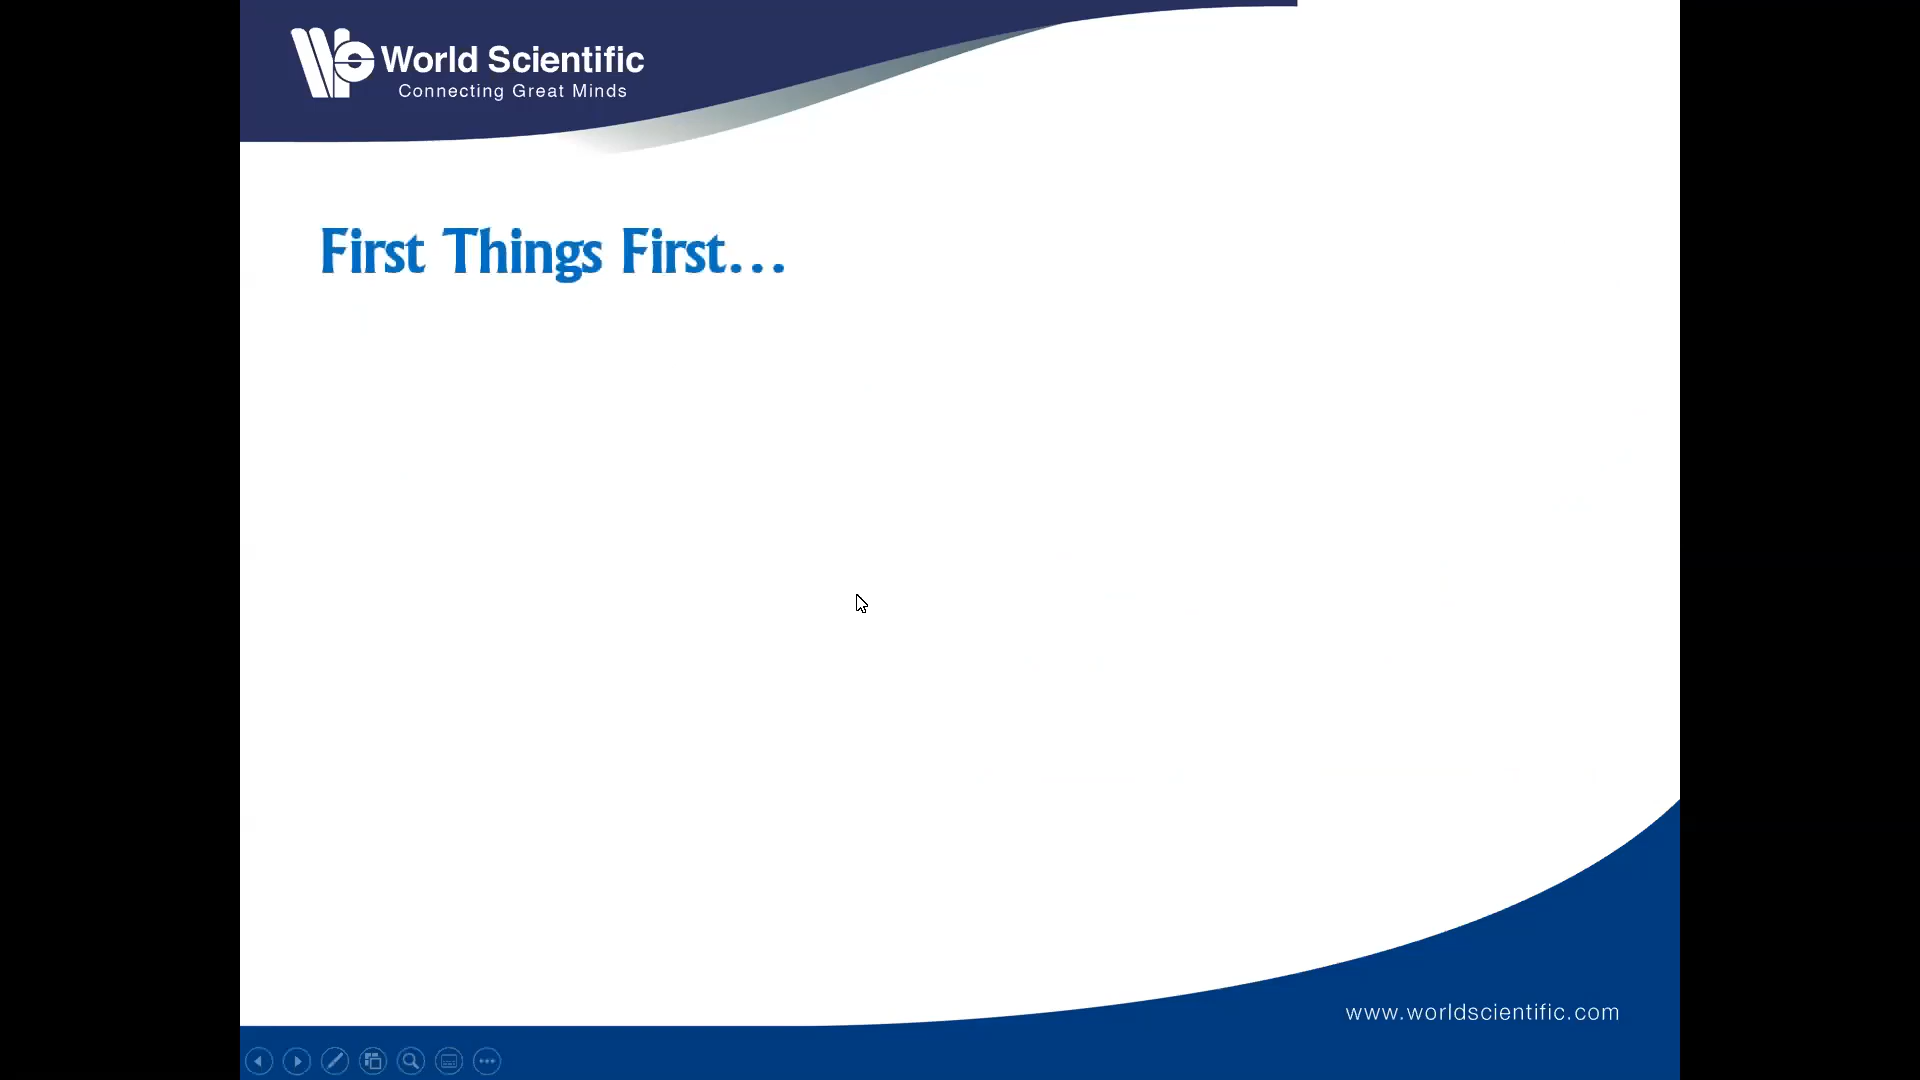 World Scientific
Connecting Great Minds
First Things First...
www.worldscientific.com